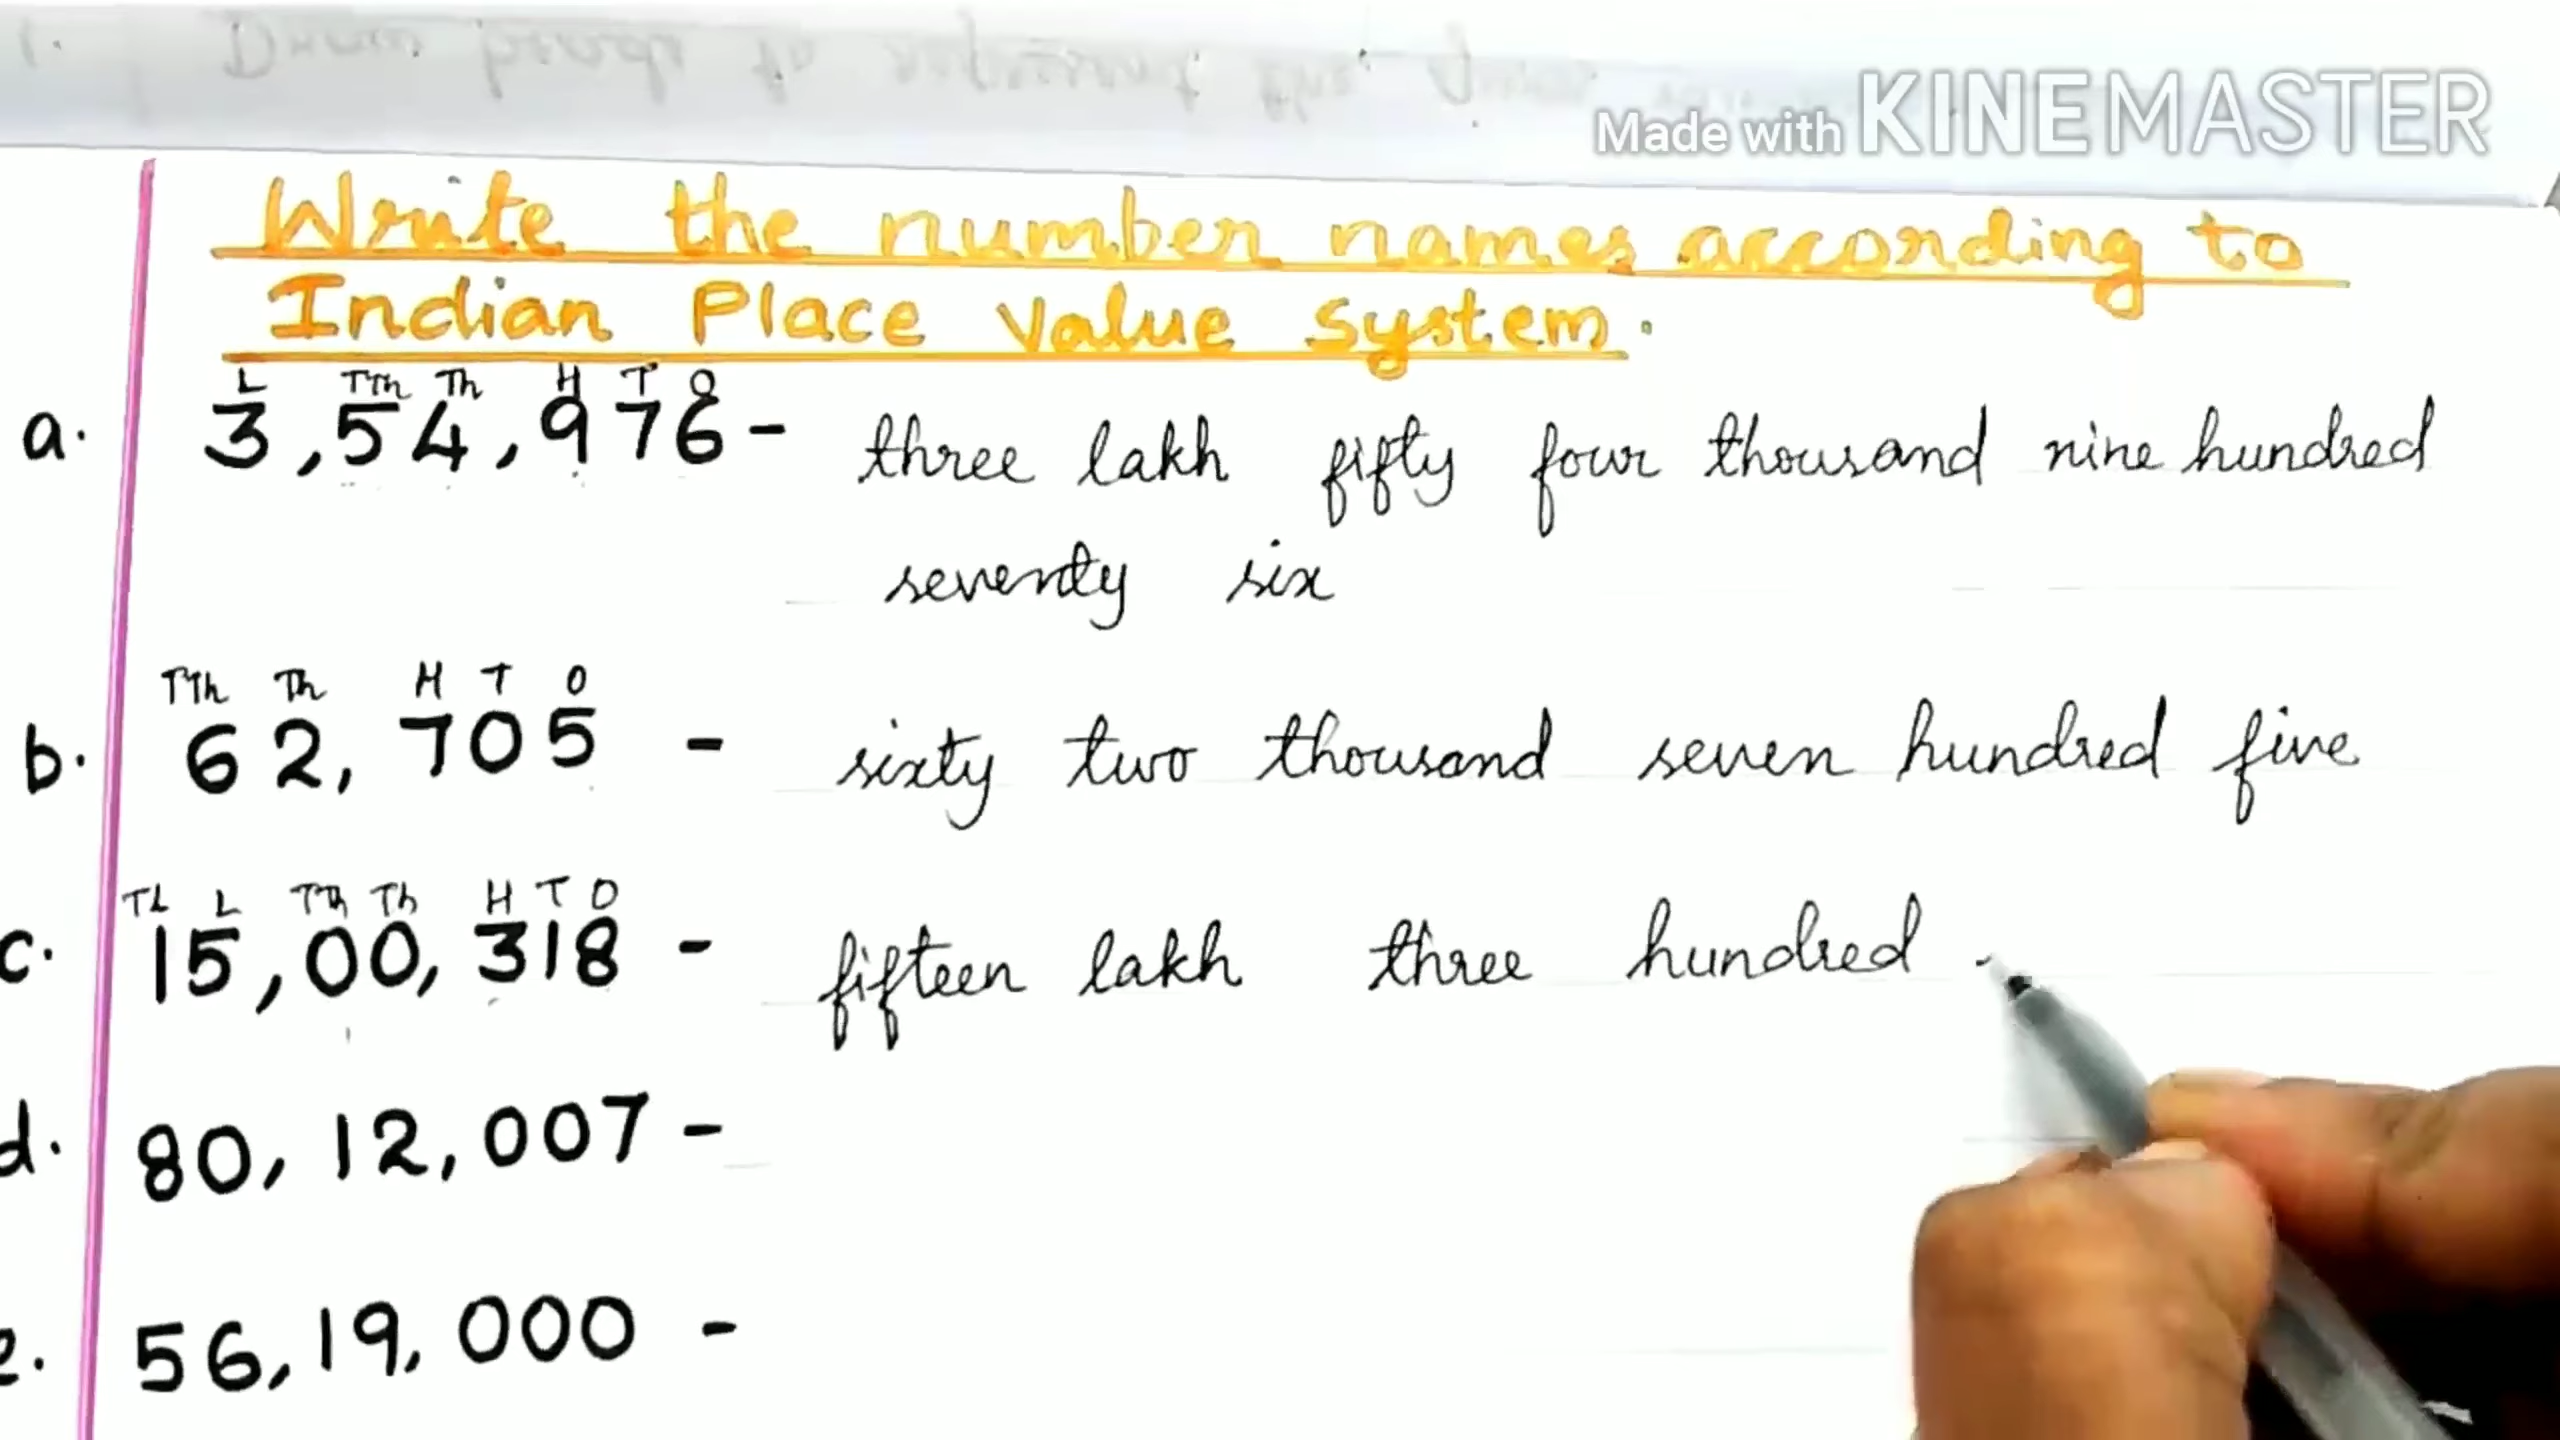 Made with KINEMASTER
Write the number names according to
Indian Place Value System.
L TTh Th H T O
a. 3,54,976 - three lakh fifty four thousand nine hundred
seventy six
TTh Th H T O
b. 62,705 - sixty two thousand seven hundred five
TL L TTh Th H T O
c. 15,00,318 - fifteen lakh three hundred
d. 80,12,007 -
e. 56,19,000 -